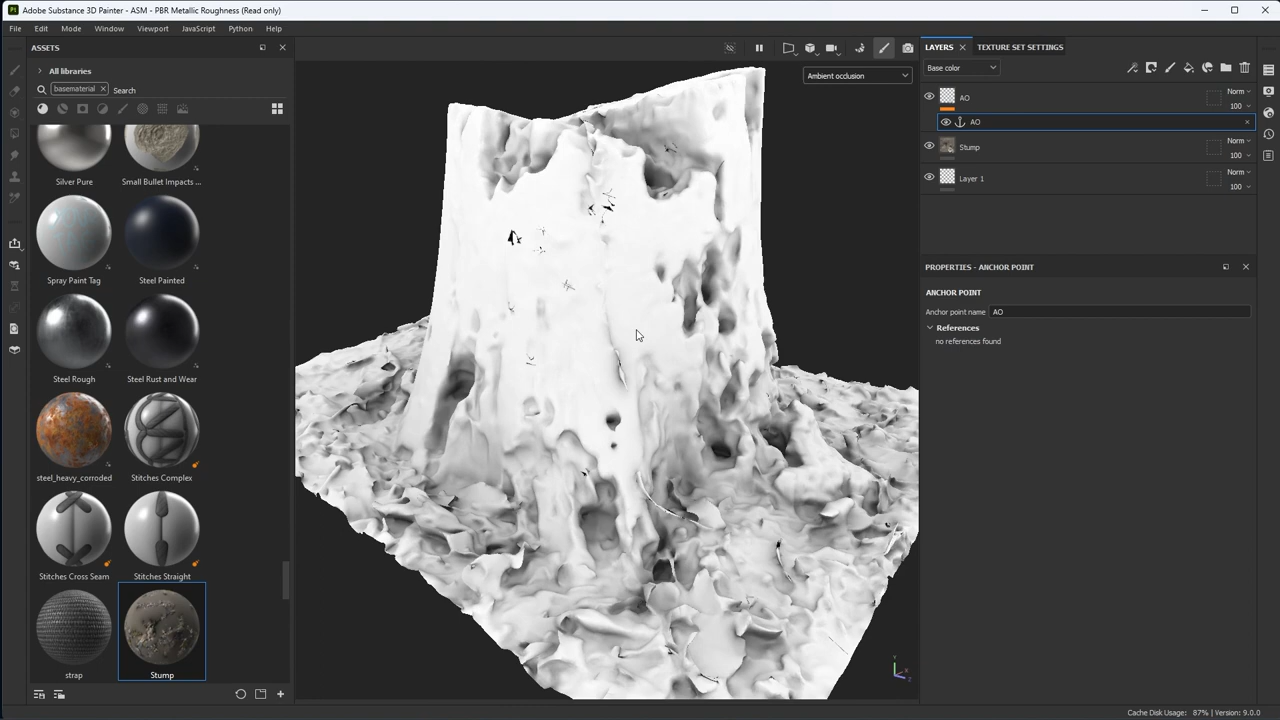 Adobe Substance 3D Painter - ASM - PBR Metallic Roughness (Read only)
File Edit Mode Window Viewport JavaScript Python Help
ASSETS
All libraries
basematerial Search
Silver Pure
Small Bullet Impacts ...
Spray Paint Tag
Steel Painted
Steel Rough
Steel Rust and Wear
steel_heavy_corroded
Stitches Complex
Stitches Cross Seam
Stitches Straight
strap
Stump
Ambient occlusion
LAYERS TEXTURE SET SETTINGS
Base color
AO
Norm
100
AO
Stump
Norm
100
Layer 1
Norm
100
PROPERTIES - ANCHOR POINT
ANCHOR POINT
Anchor point name AO
References
no references found
Cache Disk Usage: 87% | Version: 9.0.0